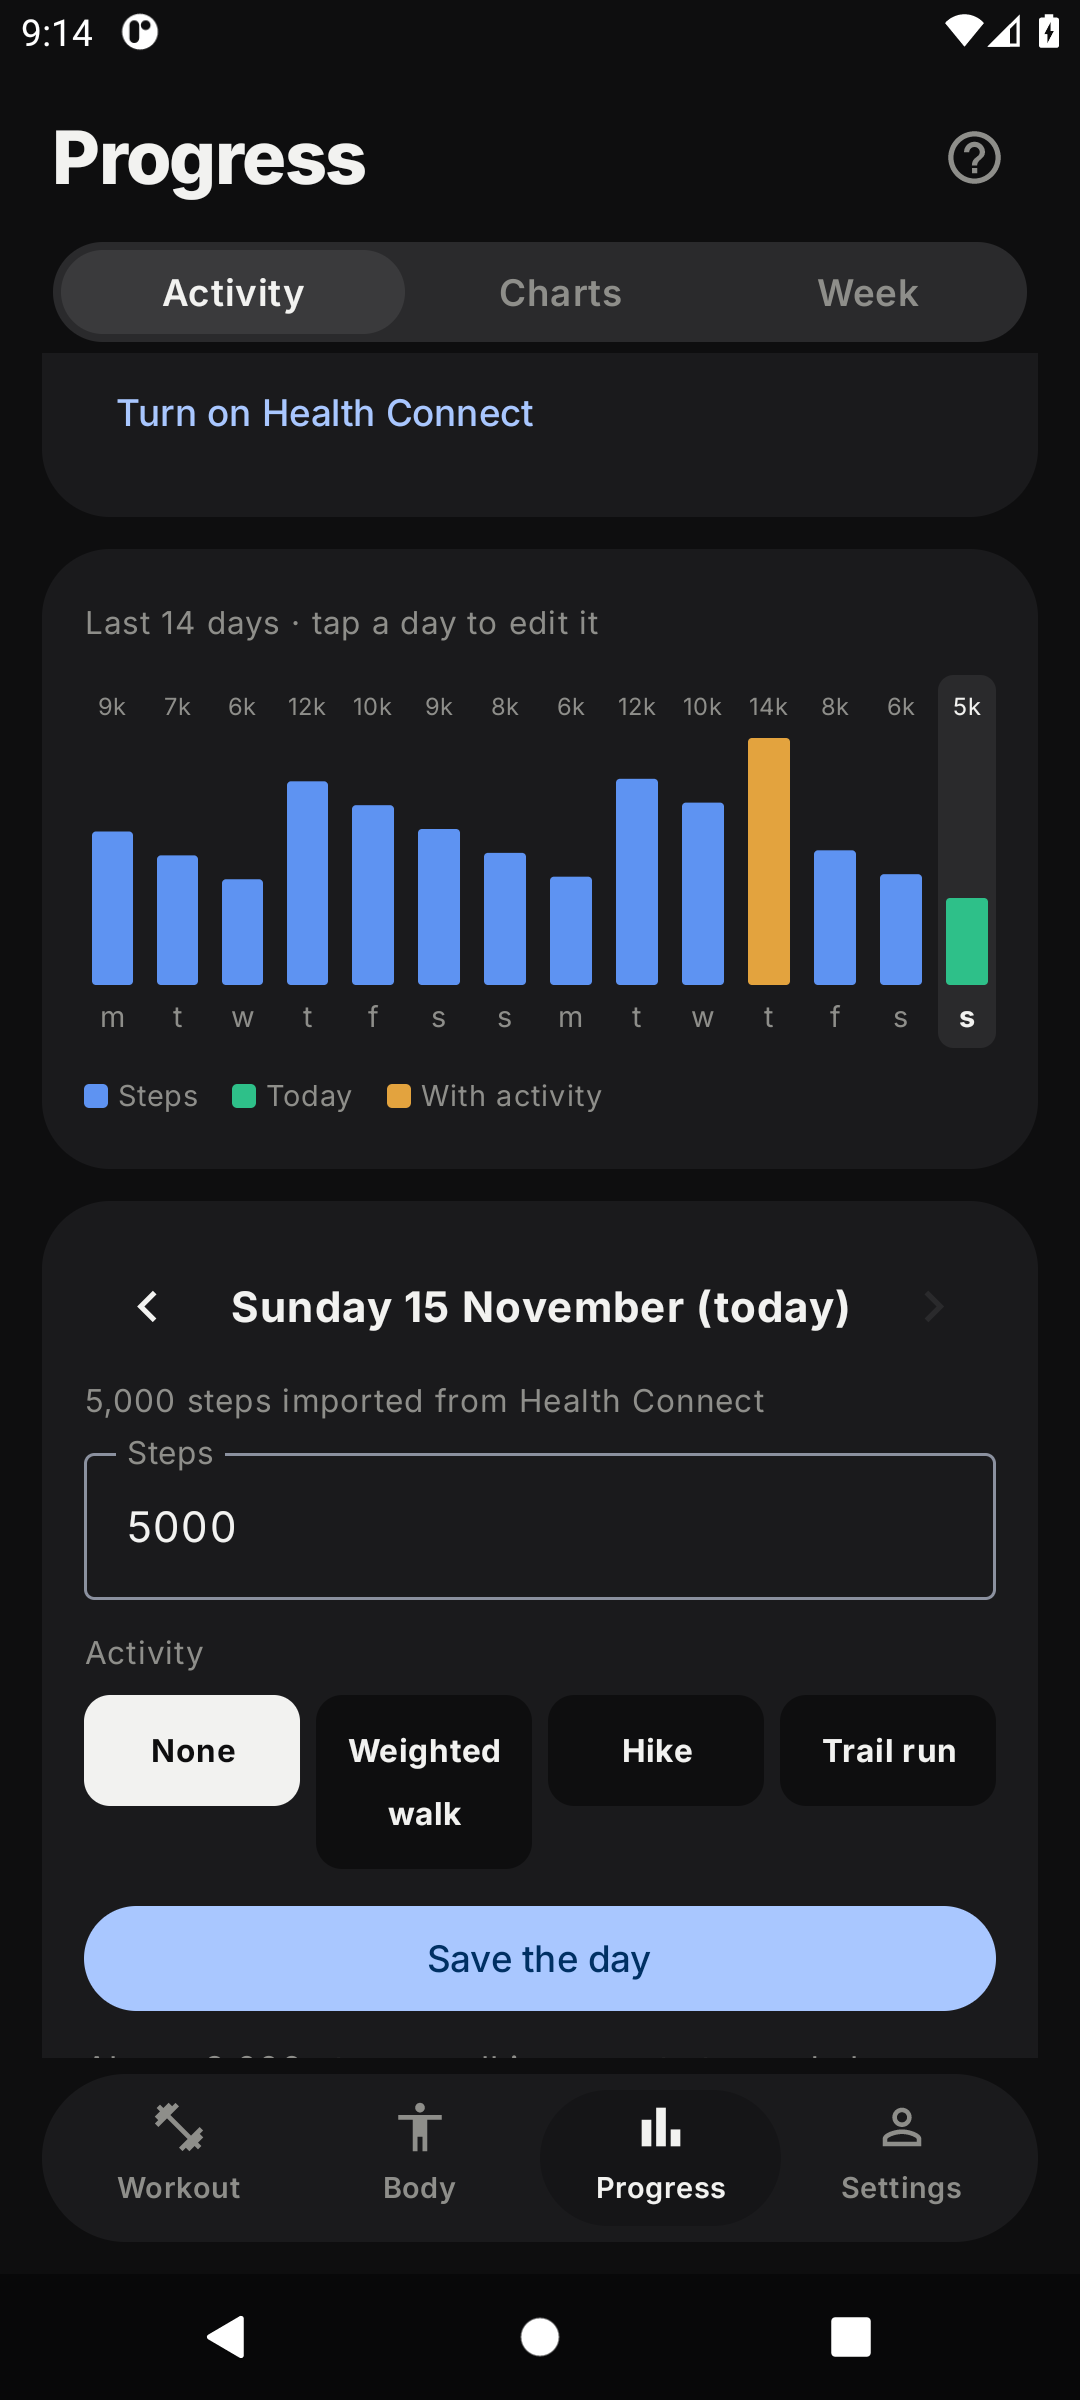 9:14
Progress
Activity Charts Week
Turn on Health Connect
Last 14 days · tap a day to edit it
9k 7k 6k 12k 10k 9k 8k 6k 12k 10k 14k 8k 6k 5k
m t w t f s s m t w t f s s
Steps Today With activity
Sunday 15 November (today)
5,000 steps imported from Health Connect
Steps
5000
Activity
None Weighted walk Hike Trail run
Save the day
Workout Body Progress Settings